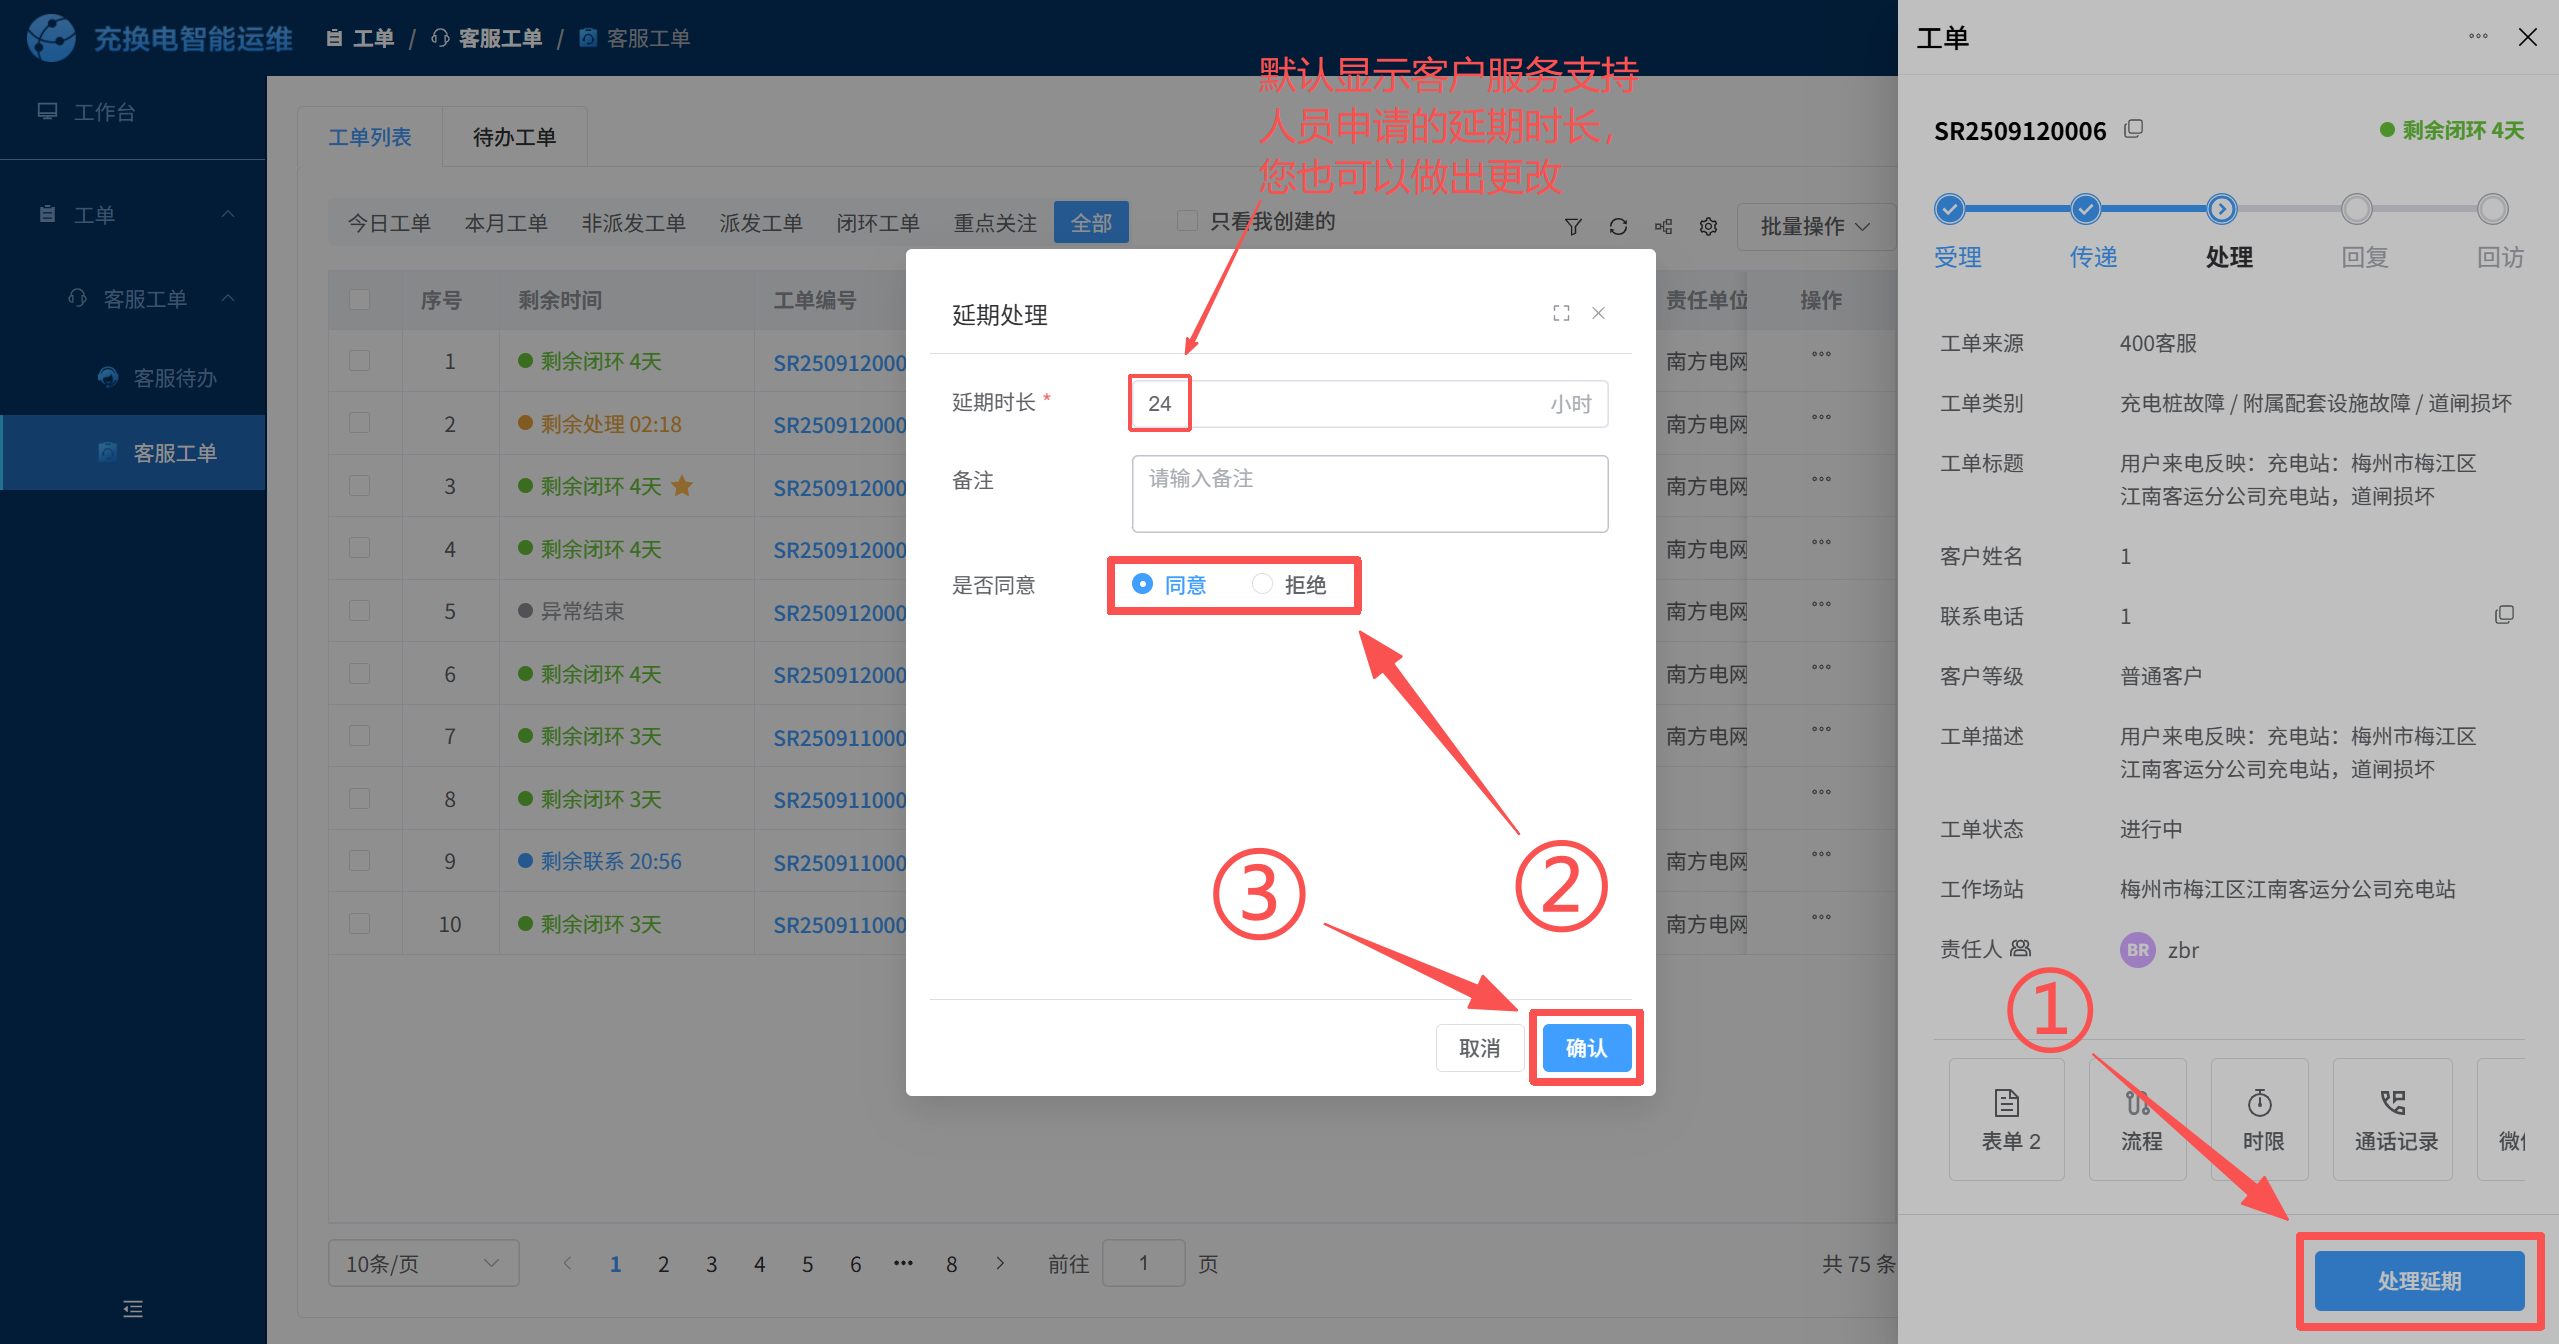 充换电智能运维
工单 / 客服工单 / 客服工单
默认显示客户服务支持
人员申请的延期时长，
您也可以做出更改
工作台
工单
客服工单
客服待办
客服工单
工单列表
待办工单
今日工单 本月工单 非派发工单 派发工单 闭环工单 重点关注 全部 只看我创建的 批量操作
序号 剩余时间 工单编号 责任单位 操作
1 剩余闭环 4天 SR250912000 南方电网
2 剩余处理 02:18 SR250912000 南方电网
3 剩余闭环 4天 SR250912000 南方电网
4 剩余闭环 4天 SR250912000 南方电网
5 异常结束 SR250912000 南方电网
6 剩余闭环 4天 SR250912000 南方电网
7 剩余闭环 3天 SR250911000 南方电网
8 剩余闭环 3天 SR250911000
9 剩余联系 20:56 SR250911000 南方电网
10 剩余闭环 3天 SR250911000 南方电网
10条/页 1 2 3 4 5 6 ••• 8 前往 1 页 共 75 条
延期处理
延期时长 * 24 小时
备注 请输入备注
是否同意 同意 拒绝
③ ②
取消 确认
工单
SR2509120006 剩余闭环 4天
受理 传递 处理 回复 回访
工单来源 400客服
工单类别 充电桩故障 / 附属配套设施故障 / 道闸损坏
工单标题 用户来电反映：充电站：梅州市梅江区
江南客运分公司充电站，道闸损坏
客户姓名 1
联系电话 1
客户等级 普通客户
工单描述 用户来电反映：充电站：梅州市梅江区
江南客运分公司充电站，道闸损坏
工单状态 进行中
工作场站 梅州市梅江区江南客运分公司充电站
责任人 BR zbr
①
表单 2 流程 时限 通话记录
处理延期